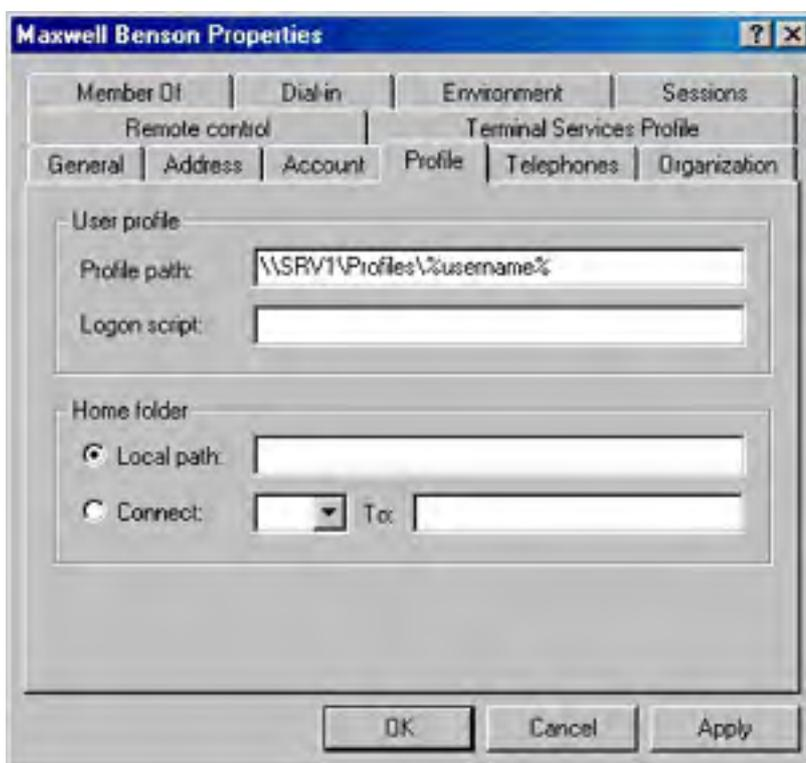 Maxwell Benson Properties
Member Of Dial-in Environment Sessions
Remote control Terminal Services Profile
General Address Account Profile Telephones Organization
User profile
Profile path: \\SRV1\Profiles\%username%
Logon script:
Home folder
Local path:
Connect: To:
OK Cancel Apply